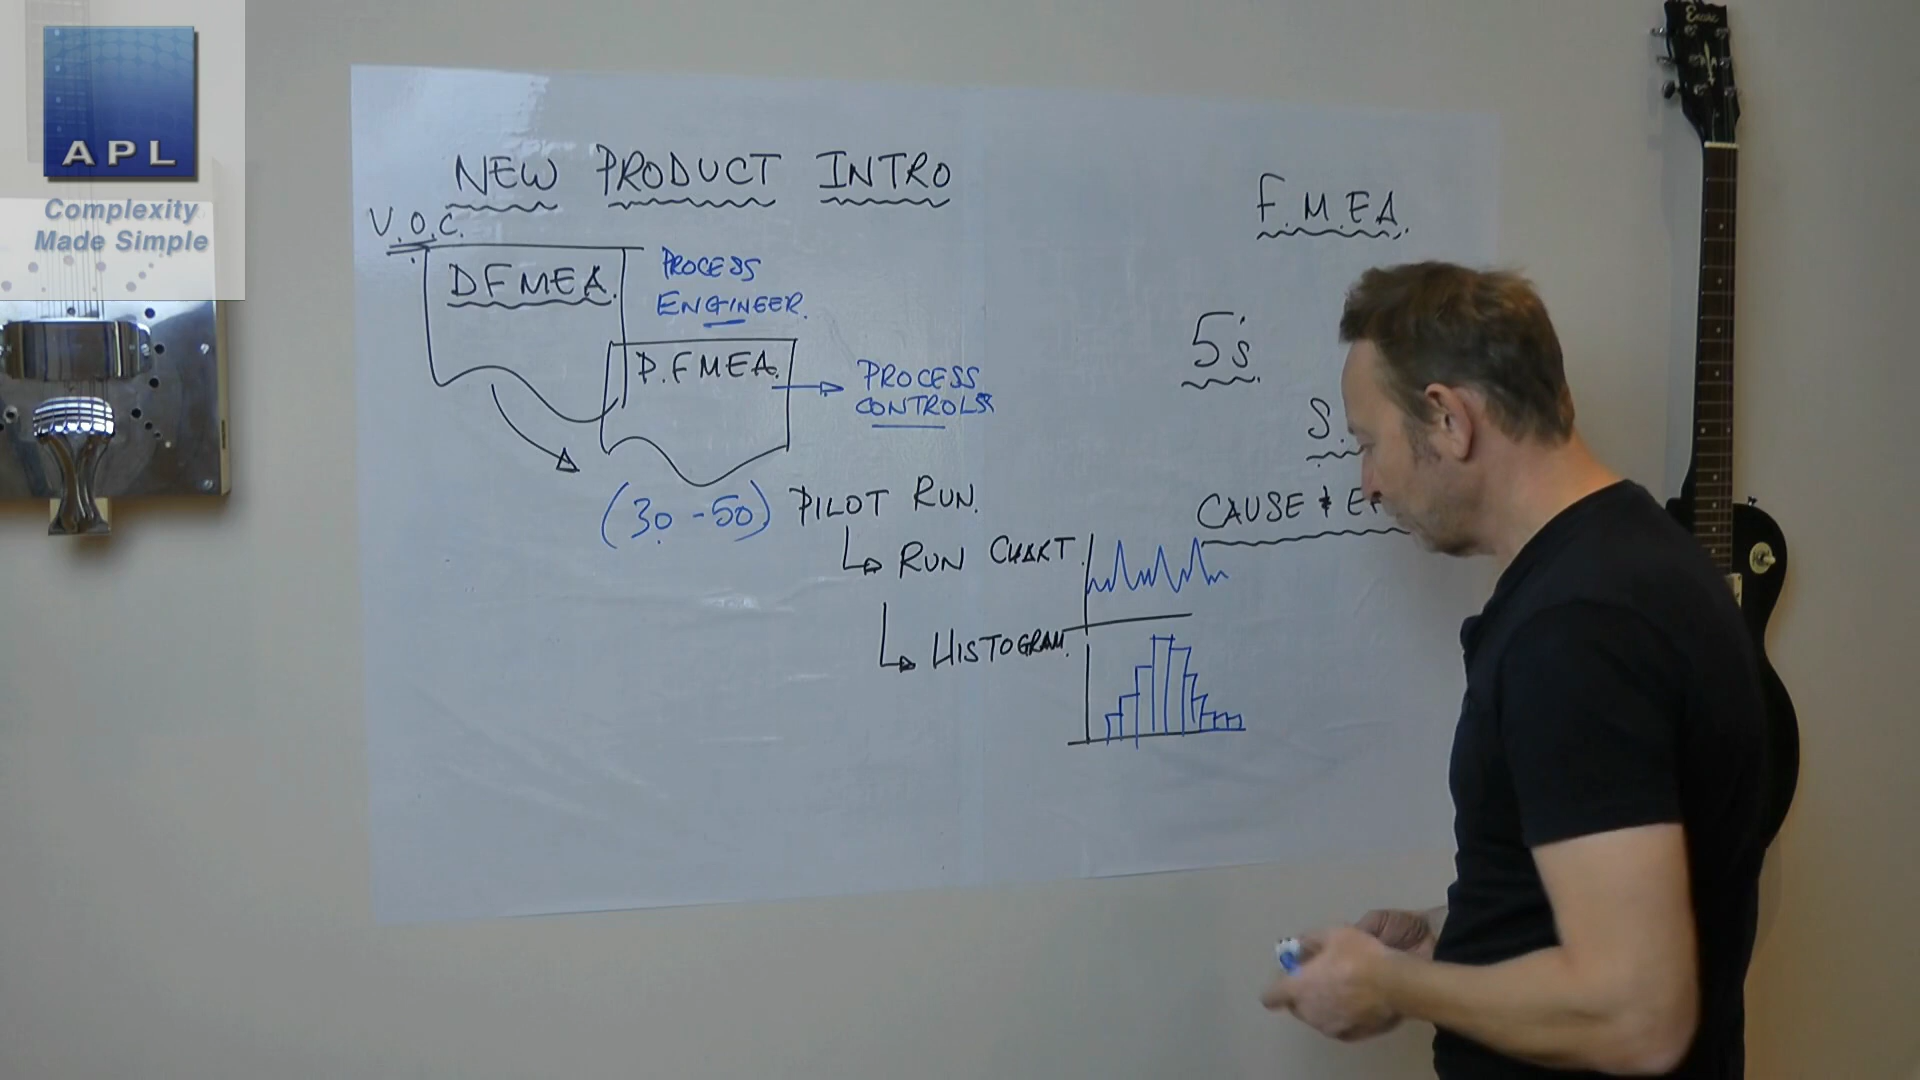 APL
Complexity
Made Simple
NEW PRODUCT INTRO
V.O.C.
DFMEA.
PROCESS
ENGINEER.
P.FMEA.
PROCESS
CONTROLS
(30-50) PILOT RUN.
RUN CHART.
HISTOGRAM.
F.M.E.A.
5's
S.
CAUSE &